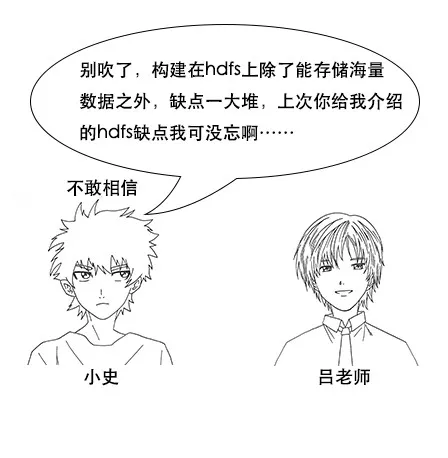 别吹了，构建在hdfs上除了能存储海量
数据之外，缺点一大堆，上次你给我介绍
的hdfs缺点我可没忘啊……
不敢相信
小史
吕老师